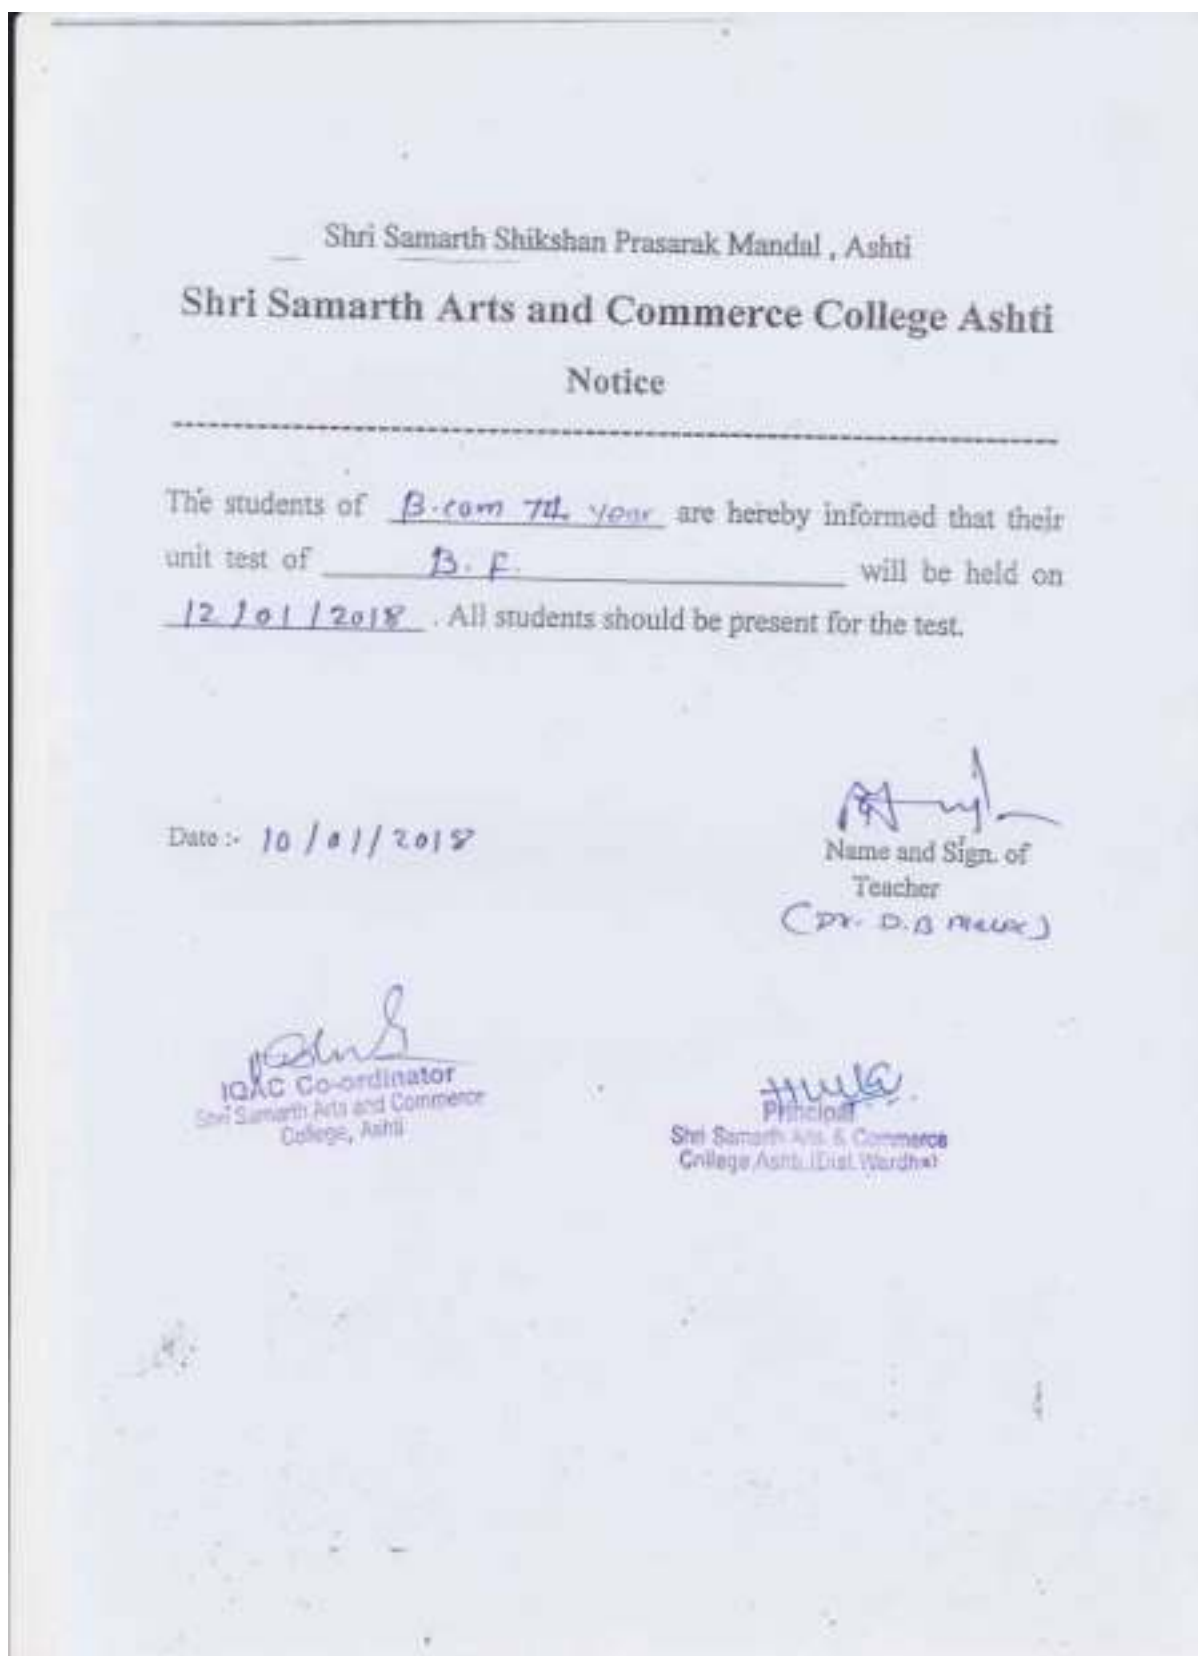 Shri Samarth Shikshan Prasarak Mandal , Ashti
Shri Samarth Arts and Commerce College Ashti
Notice
The students of B.com year are hereby informed that their
unit test of B. F. will be held on
12/01/2018 . All students should be present for the test.
Date :- 10/01/2018
Name and Sign. of
Teacher
(Dr. D.B
IQAC Co-ordinator
Shri Samarth Arts and Commerce
College, Ashti
Principal
Shri Samarth Arts & Commerce
College Ashti (Dist. Wardha)